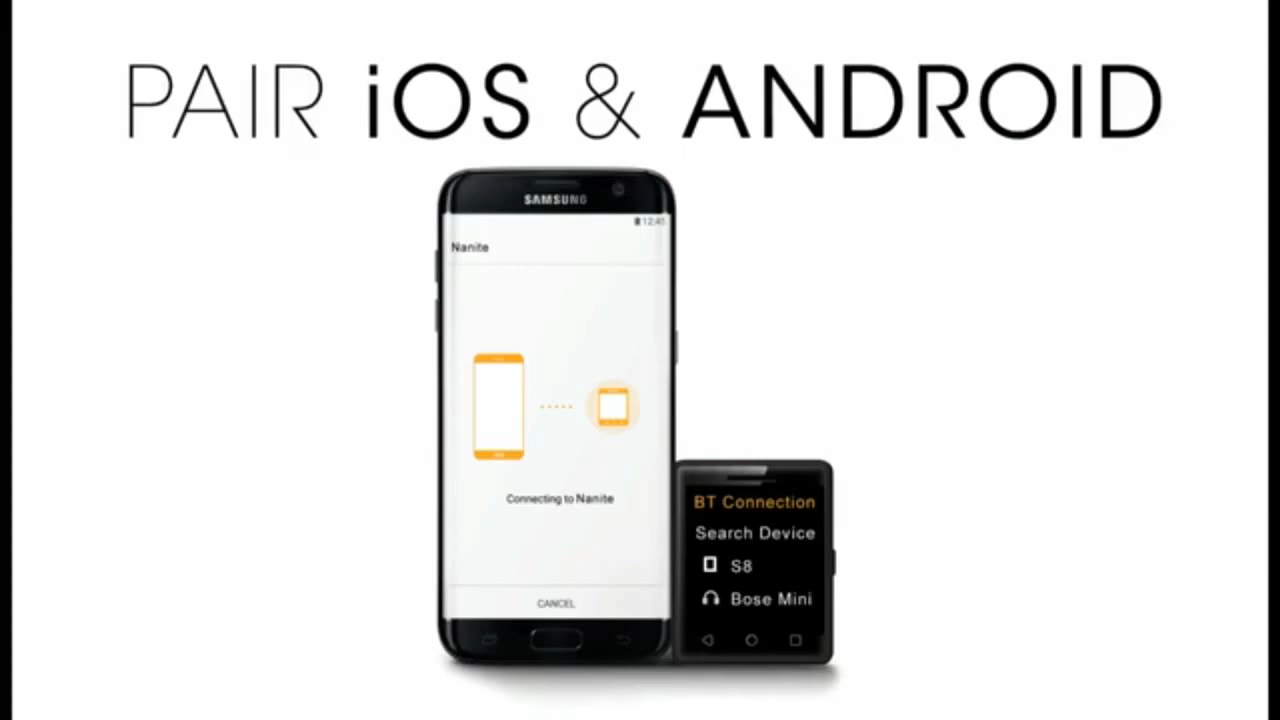 PAIR iOS & ANDROID
SAMSUNG
12:45
Nanite
Connecting to Nanite
CANCEL
BT Connection
Search Device
S8
Bose Mini